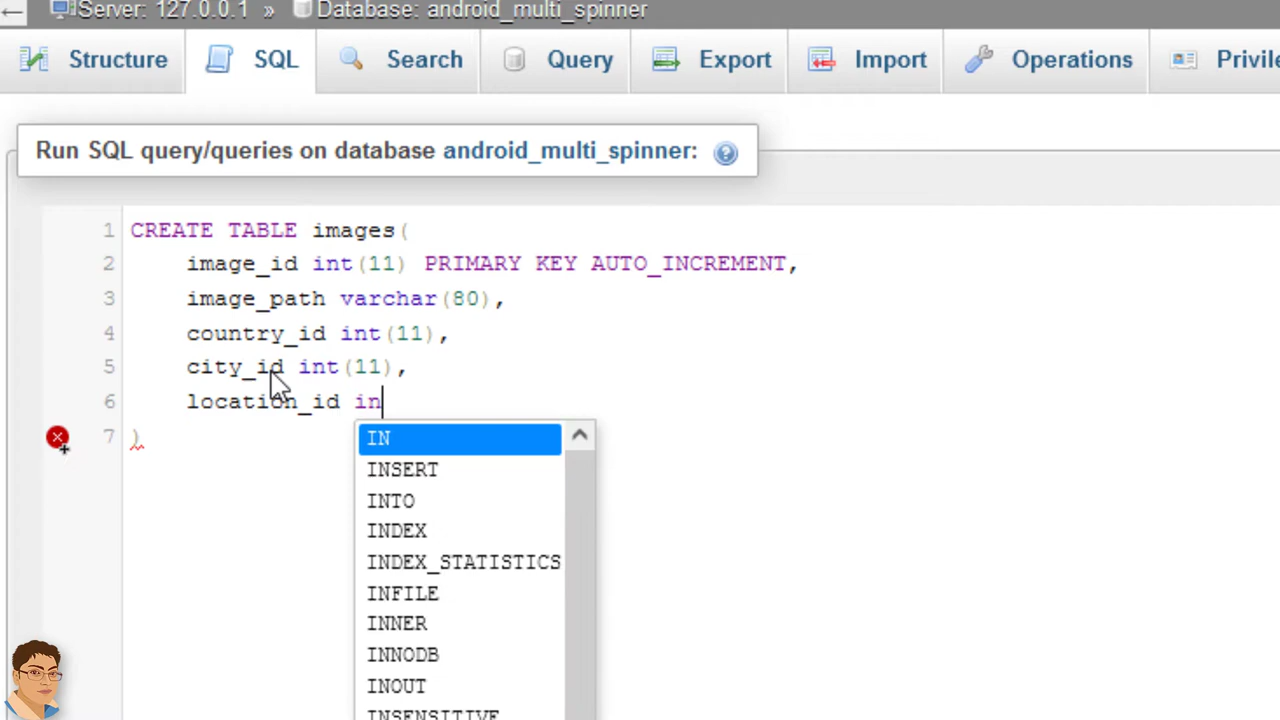 Server: 127.0.0.1 » Database: android_multi_spinner
Structure SQL Search Query Export Import Operations
Run SQL query/queries on database android_multi_spinner:
1 CREATE TABLE images(
2 image_id int(11) PRIMARY KEY AUTO_INCREMENT,
3 image_path varchar(80),
4 country_id int(11),
5 city_id int(11),
6 location_id in
7 )
IN
INSERT
INTO
INDEX
INDEX_STATISTICS
INFILE
INNER
INNODB
INOUT
INSENSITIVE